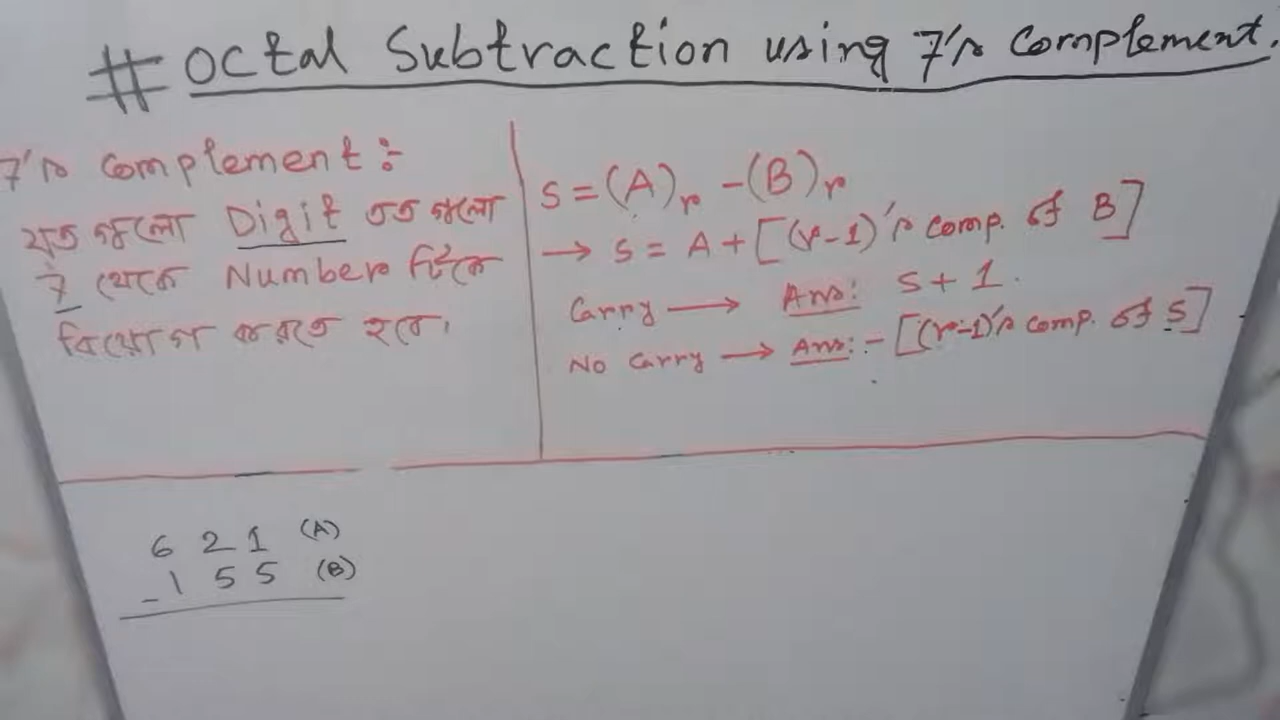 # Octal Subtraction using 7's Complement.
7's Complement :-
যত গুলো Digit তত গুলো
7 থেকে Number টিকে
বিয়োগ করতে হবে।
S = (A)r - (B)r
→ S = A + [(r-1)'s comp. of B]
Carry → Ans: S + 1.
No Carry → Ans: - [(r-1)'s comp. of S]
6 2 1 (A)
- 1 5 5 (B)